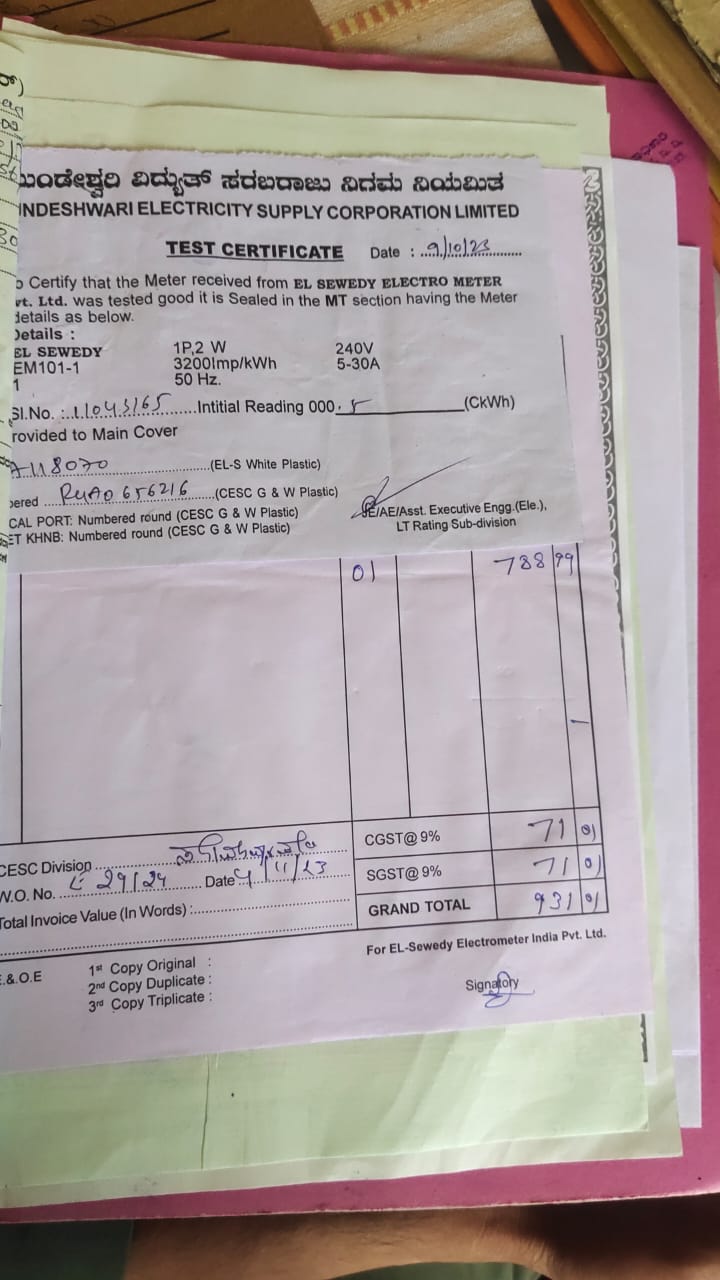 ಮುಂಡೇಶ್ವರಿ ವಿದ್ಯುತ್ ಸರಬರಾಜು ನಿಗಮ ನಿಯಮಿತ
INDESHWARI ELECTRICITY SUPPLY CORPORATION LIMITED
TEST CERTIFICATE Date : 9/10/23
o Certify that the Meter received from EL SEWEDY ELECTRO METER
vt. Ltd. was tested good it is Sealed in the MT section having the Meter
details as below.
Details :
EL SEWEDY 1P,2 W 240V
EM101-1 3200Imp/kWh 5-30A
1 50 Hz.
Sl.No. : 11043165 Intitial Reading 000. 5 (CkWh)
rovided to Main Cover
118070 (EL-S White Plastic)
bered 656216 (CESC G & W Plastic)
CAL PORT: Numbered round (CESC G & W Plastic)
ET KHNB: Numbered round (CESC G & W Plastic)
JE/AE/Asst. Executive Engg.(Ele.),
LT Rating Sub-division
01 788 99
CGST@ 9% 71 01
CESC Division
SGST@ 9% 71 01
W.O. No. 29/24 Date 4/11/23
GRAND TOTAL 931 01
Total Invoice Value (In Words) :
For EL-Sewedy Electrometer India Pvt. Ltd.
E.&.O.E
1st Copy Original :
2nd Copy Duplicate :
3rd Copy Triplicate :
Signatory